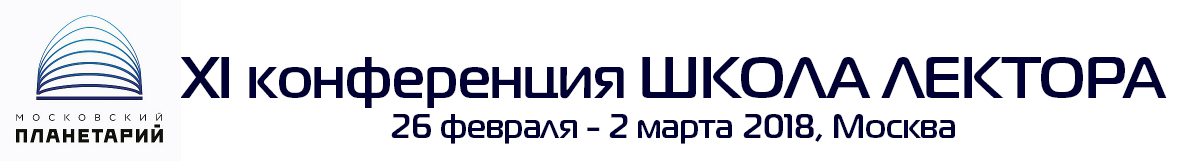 МОСКОВСКИЙ
ПЛАНЕТАРИЙ
XI конференция ШКОЛА ЛЕКТОРА
26 февраля - 2 марта 2018, Москва